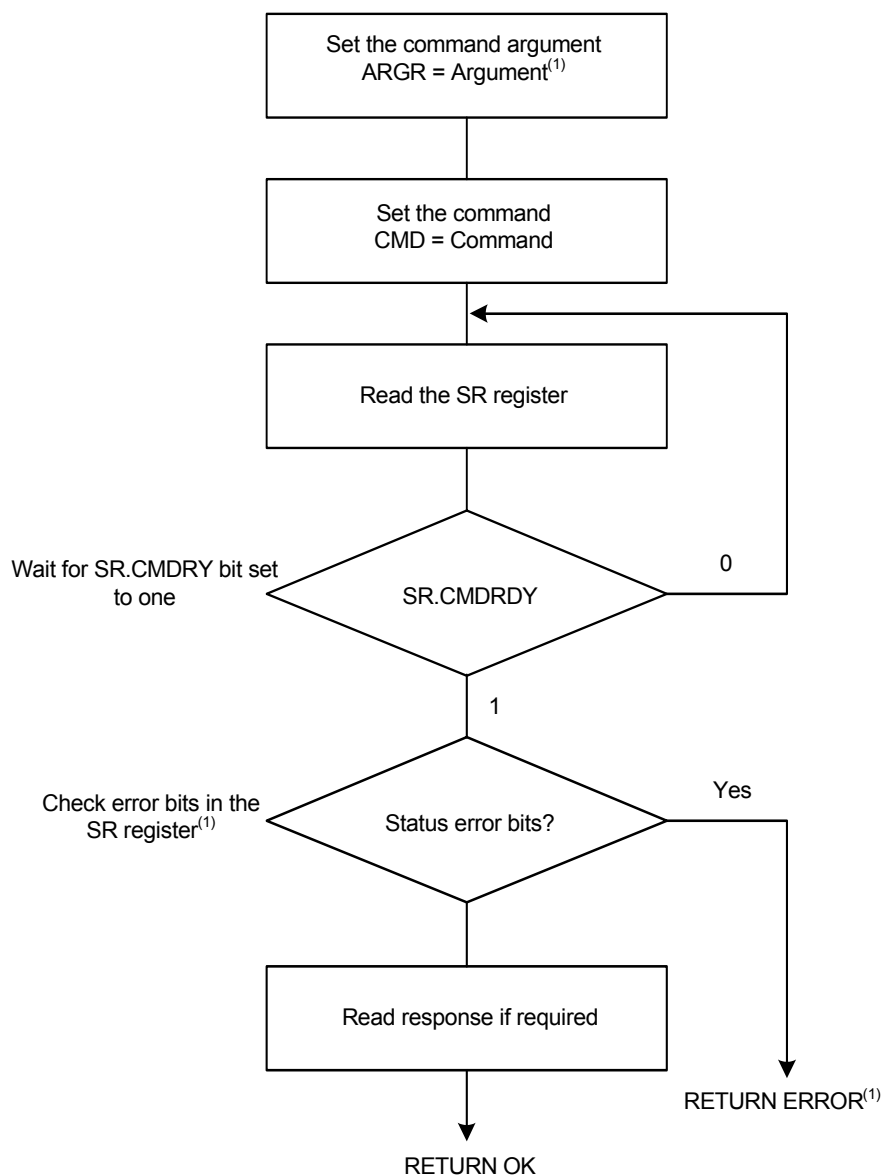 Set the command argument
ARGR = Argument(1)
Set the command
CMD = Command
Read the SR register
Wait for SR.CMDRY bit set
to one
SR.CMDRDY
0
1
Check error bits in the
SR register(1)
Status error bits?
Yes
Read response if required
RETURN ERROR(1)
RETURN OK